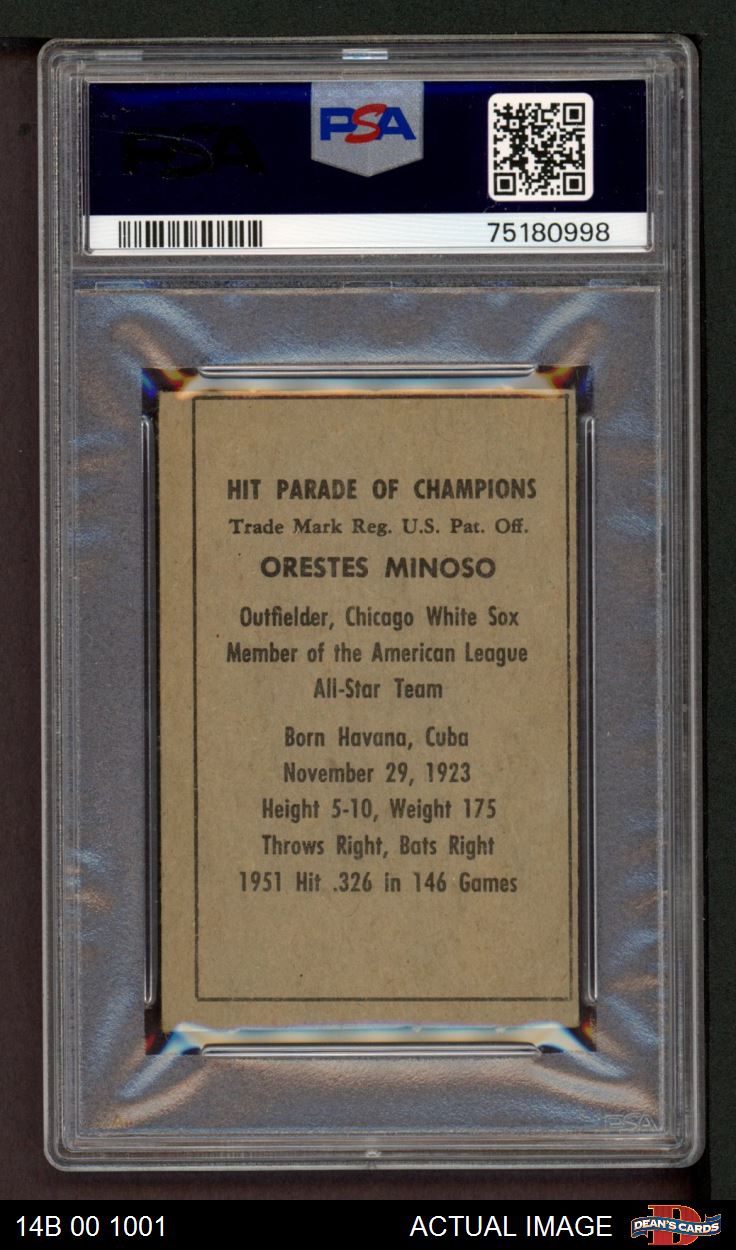 PSA
PSA
75180998
HIT PARADE OF CHAMPIONS
Trade Mark Reg. U.S. Pat. Off.
ORESTES MINOSO
Outfielder, Chicago White Sox
Member of the American League
All-Star Team
Born Havana, Cuba
November 29, 1923
Height 5-10, Weight 175
Throws Right, Bats Right
1951 Hit .326 in 146 Games
PSA
14B 00 1001
ACTUAL IMAGE
D
DEAN'S CARDS